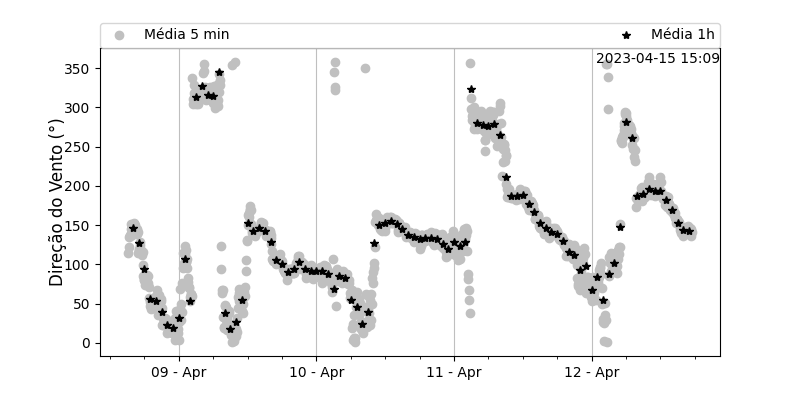 Média 5 min
Média 1h
2023-04-15 15:09
Direção do Vento (°)
350
300
250
200
150
100
50
0
09 - Apr
10 - Apr
11 - Apr
12 - Apr